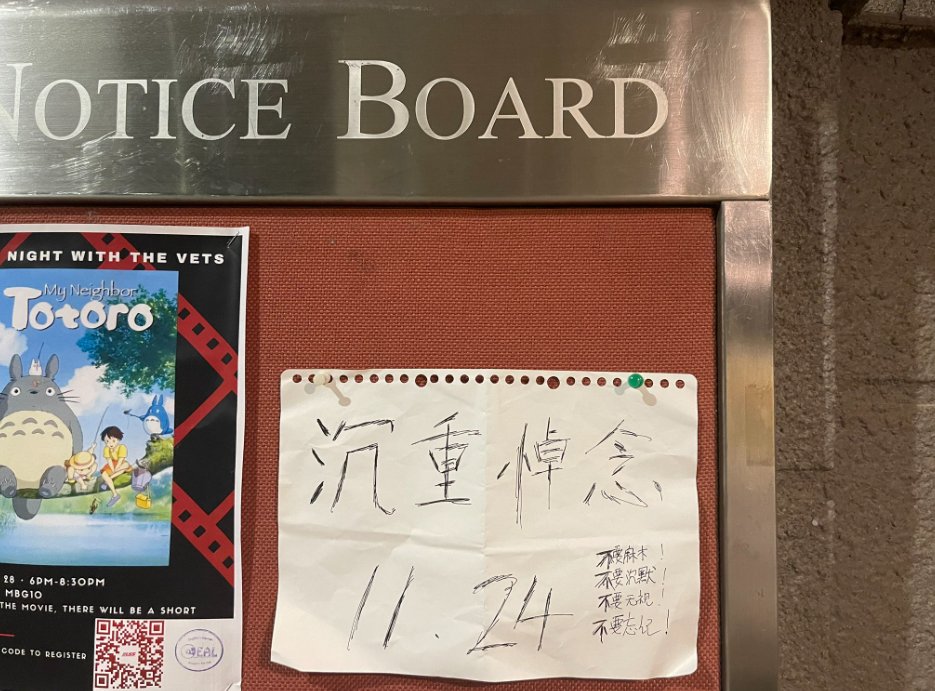 NOTICE BOARD
NIGHT WITH THE VETS
My Neighbor
TOTORO
28 · 6PM-8:30PM
MBG10
THE MOVIE, THERE WILL BE A SHORT
CODE TO REGISTER
沉重悼念
11.24
不要麻木!
不要沉默!
不要无视!
不要忘记!